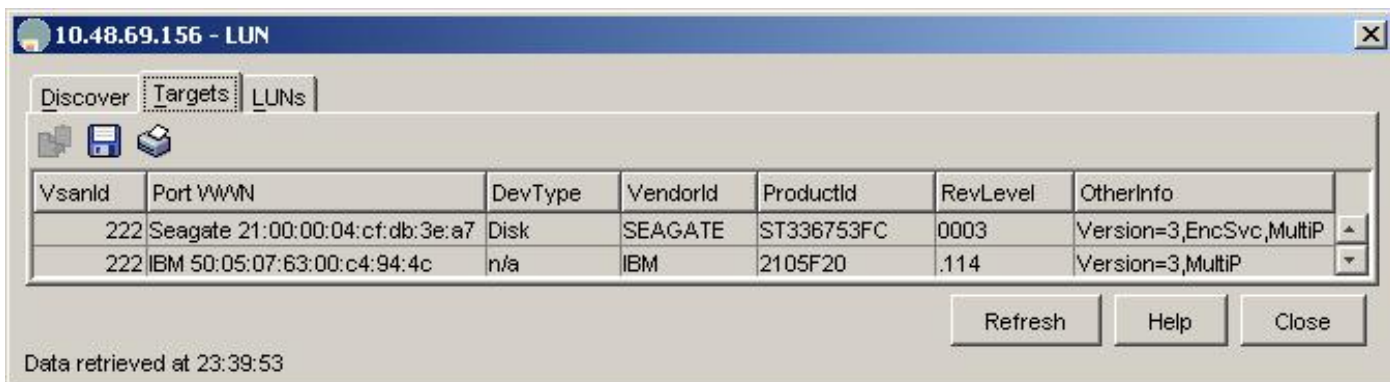 10.48.69.156 - LUN
Discover Targets LUNs
VsanId Port WWN DevType VendorId ProductId RevLevel OtherInfo
222 Seagate 21:00:00:04:cf:db:3e:a7 Disk SEAGATE ST336753FC 0003 Version=3,EncSvc,MultiP
222 IBM 50:05:07:63:00:c4:94:4c n/a IBM 2105F20 .114 Version=3,MultiP
Refresh Help Close
Data retrieved at 23:39:53